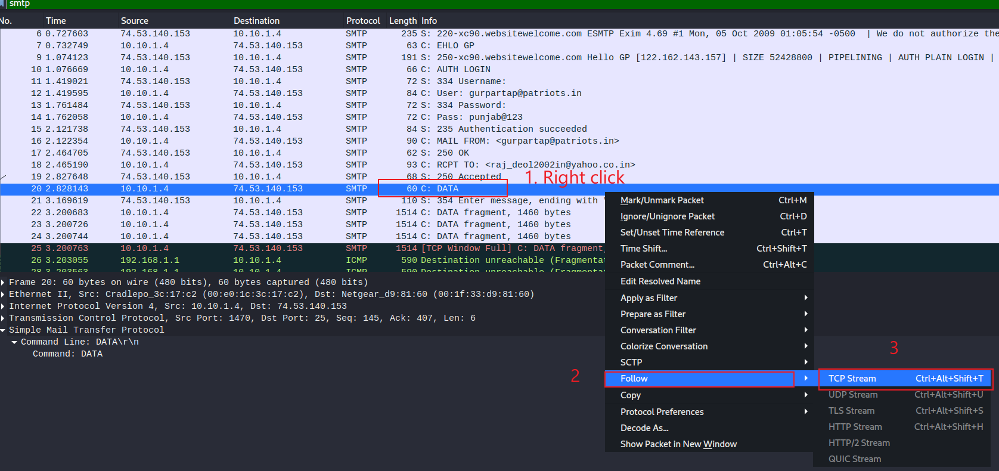 smtp
No. Time Source Destination Protocol Length Info
6 0.727603 74.53.140.153 10.10.1.4 SMTP 235 S: 220-xc90.websitewelcome.com ESMTP Exim 4.69 #1 Mon, 05 Oct 2009 01:05:54 -0500 | We do not authorize the
7 0.732749 10.10.1.4 74.53.140.153 SMTP 63 C: EHLO GP
9 1.074123 74.53.140.153 10.10.1.4 SMTP 191 S: 250-xc90.websitewelcome.com Hello GP [122.162.143.157] | SIZE 52428800 | PIPELINING | AUTH PLAIN LOGIN |
10 1.076669 10.10.1.4 74.53.140.153 SMTP 66 C: AUTH LOGIN
11 1.419021 74.53.140.153 10.10.1.4 SMTP 72 S: 334 Username:
12 1.419595 10.10.1.4 74.53.140.153 SMTP 84 C: User: gurpartap@patriots.in
13 1.761484 74.53.140.153 10.10.1.4 SMTP 72 S: 334 Password:
14 1.762058 10.10.1.4 74.53.140.153 SMTP 72 C: Pass: punjab@123
15 2.121738 74.53.140.153 10.10.1.4 SMTP 84 S: 235 Authentication succeeded
16 2.122354 10.10.1.4 74.53.140.153 SMTP 90 C: MAIL FROM: <gurpartap@patriots.in>
17 2.464705 74.53.140.153 10.10.1.4 SMTP 62 S: 250 OK
18 2.465190 10.10.1.4 74.53.140.153 SMTP 93 C: RCPT TO: <raj_deol2002in@yahoo.co.in>
19 2.827648 74.53.140.153 10.10.1.4 SMTP 68 S: 250 Accepted
1. Right click
20 2.828143 10.10.1.4 74.53.140.153 SMTP 60 C: DATA
21 3.169619 74.53.140.153 10.10.1.4 SMTP 110 S: 354 Enter message, ending with
22 3.200683 10.10.1.4 74.53.140.153 SMTP 1514 C: DATA fragment, 1460 bytes
23 3.200726 10.10.1.4 74.53.140.153 SMTP 1514 C: DATA fragment, 1460 bytes
24 3.200744 10.10.1.4 74.53.140.153 SMTP 1514 C: DATA fragment, 1460 bytes
25 3.200763 10.10.1.4 74.53.140.153 SMTP 1514 [TCP Window Full] C: DATA fragment,
26 3.203055 192.168.1.1 10.10.1.4 ICMP 590 Destination unreachable (Fragmentat
28 3.203563 192.168.1.1 10.10.1.4 ICMP 590 Destination unreachable (Fragmentat
Frame 20: 60 bytes on wire (480 bits), 60 bytes captured (480 bits)
Ethernet II, Src: Cradlepo_3c:17:c2 (00:e0:1c:3c:17:c2), Dst: Netgear_d9:81:60 (00:1f:33:d9:81:60)
Internet Protocol Version 4, Src: 10.10.1.4, Dst: 74.53.140.153
Transmission Control Protocol, Src Port: 1470, Dst Port: 25, Seq: 145, Ack: 407, Len: 6
Simple Mail Transfer Protocol
Command Line: DATA\r\n
Command: DATA
Mark/Unmark Packet Ctrl+M
Ignore/Unignore Packet Ctrl+D
Set/Unset Time Reference Ctrl+T
Time Shift... Ctrl+Shift+T
Packet Comment... Ctrl+Alt+C
Edit Resolved Name
Apply as Filter
Prepare as Filter
Conversation Filter
Colorize Conversation
SCTP
2
Follow
Copy
Protocol Preferences
Decode As...
Show Packet in New Window
3
TCP Stream Ctrl+Alt+Shift+T
UDP Stream Ctrl+Alt+Shift+U
TLS Stream Ctrl+Alt+Shift+S
HTTP Stream Ctrl+Alt+Shift+H
HTTP/2 Stream
QUIC Stream